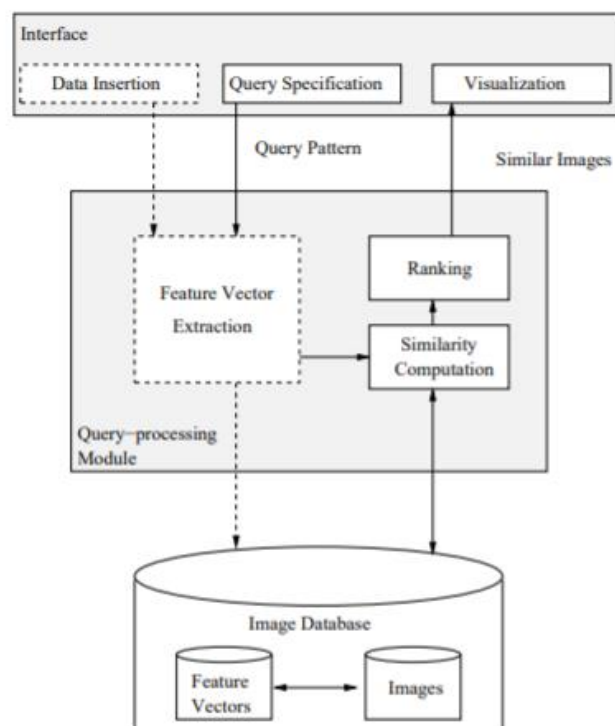 Interface
Data Insertion
Query Specification
Visualization
Query Pattern
Similar Images
Feature Vector
Extraction
Ranking
Similarity
Computation
Query-processing
Module
Image Database
Feature
Vectors
Images